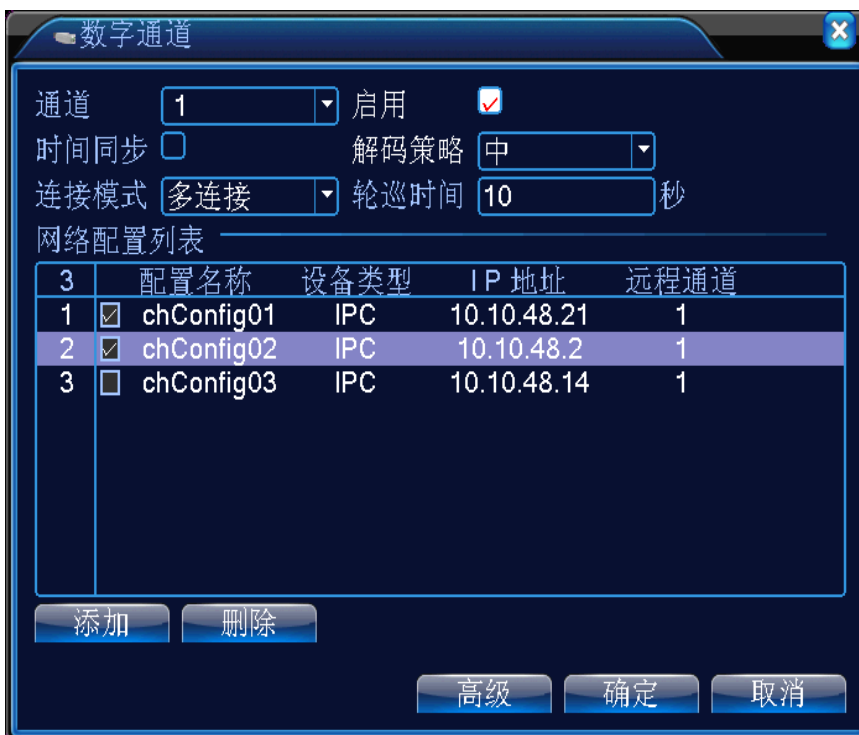 数字通道
通道 1 启用
时间同步 解码策略 中
连接模式 多连接 轮巡时间 10 秒
网络配置列表
3 配置名称 设备类型 IP 地址 远程通道
1 chConfig01 IPC 10.10.48.21 1
2 chConfig02 IPC 10.10.48.2 1
3 chConfig03 IPC 10.10.48.14 1
添加 删除
高级 确定 取消